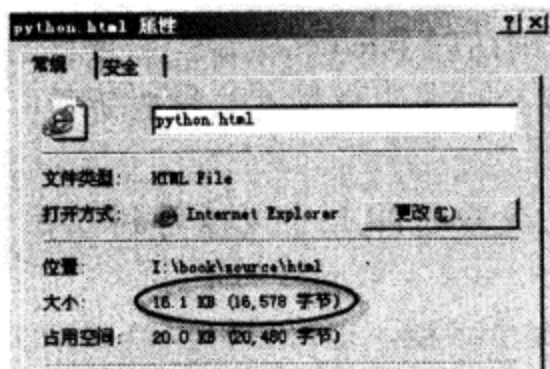 python.html 属性
常规 安全
python.html
文件类型: HTML File
打开方式: Internet Explorer 更改(C)...
位置: I:\book\source\html
大小: 16.1 KB (16,578 字节)
占用空间: 20.0 KB (20,480 字节)